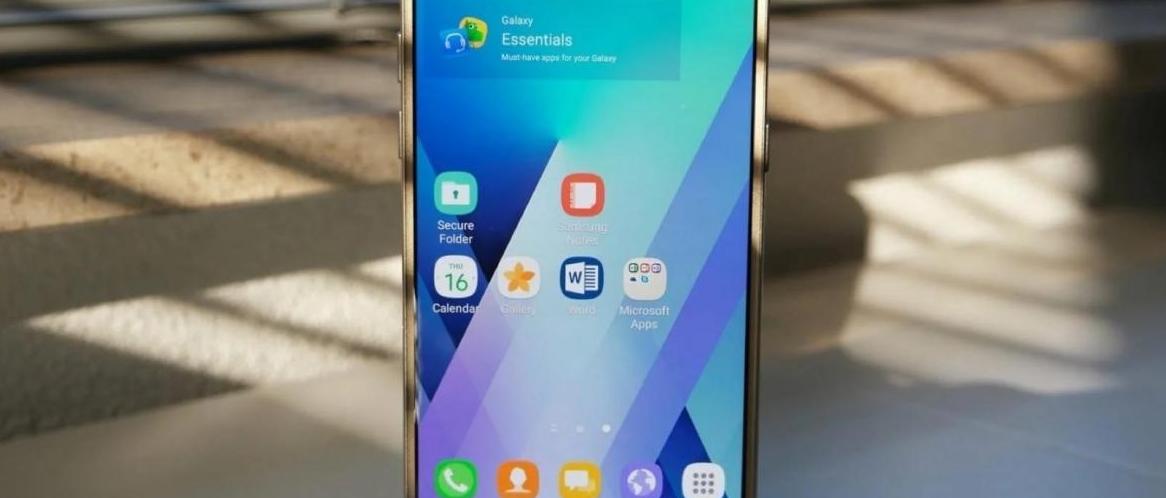 Galaxy
Essentials
Must-have apps for your Galaxy
Secure
Folder
Samsung
Notes
THU
16
W
Calendar
Gallery
Word
Microsoft
Apps